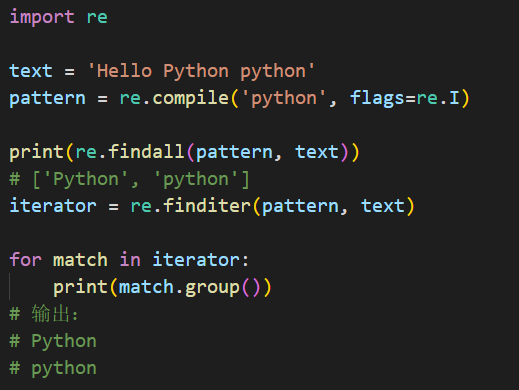 import re
text = 'Hello Python python'
pattern = re.compile('python', flags=re.I)
print(re.findall(pattern, text))
# ['Python', 'python']
iterator = re.finditer(pattern, text)
for match in iterator:
    print(match.group())
# 输出：
# Python
# python